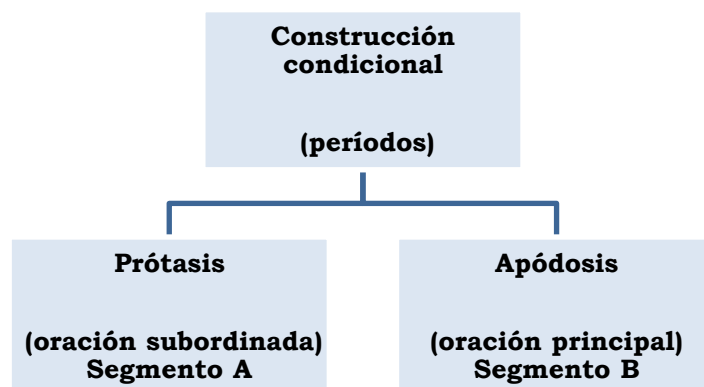 Construcción
condicional
(períodos)
Prótasis
(oración subordinada)
Segmento A
Apódosis
(oración principal)
Segmento B